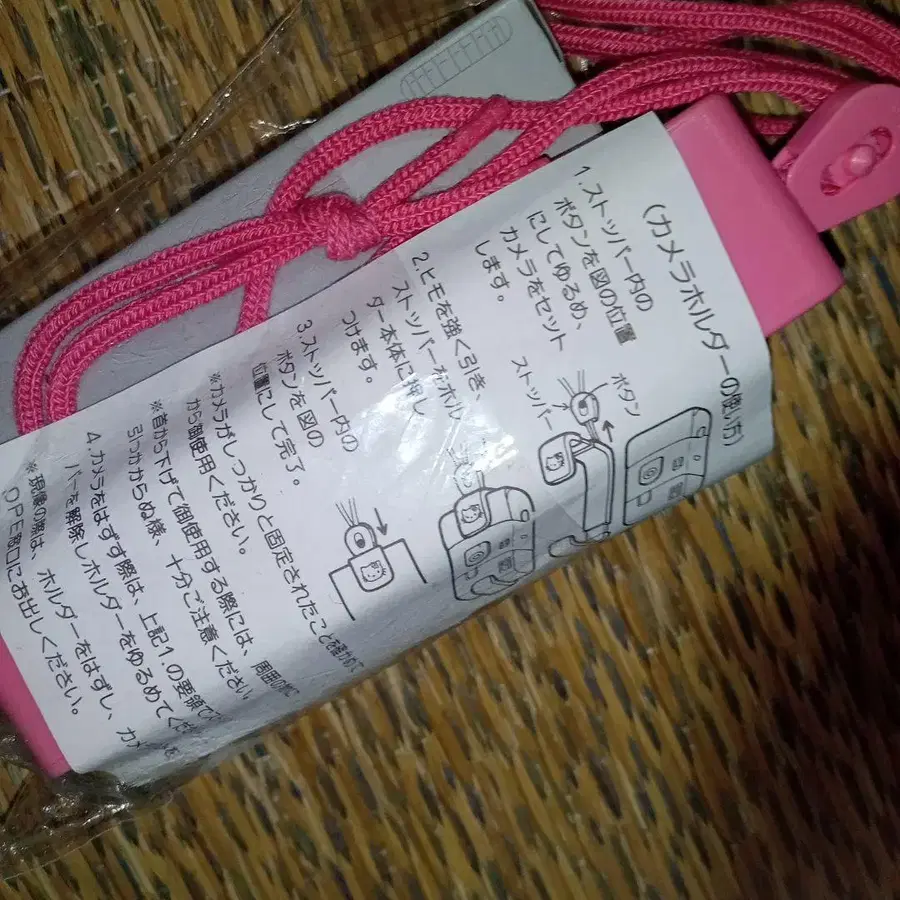 (カメラホルダーの使い方)
1.ストッパー内の
ボタンを図の位置
にしてゆるめ、
カメラをセット
します。
ボタン
ストッパー
2.ヒモを強く引き、
ストッパーをホル
ター本体に押し
つけます。
3.ストッパー内の
ボタンを図の
位置にして完了。
※カメラがしっかりと固定されたことを確かめて
から御使用ください。
※首から下げて御使用する際には、周囲の物に
引っかからぬ様、十分ご注意ください。
4.カメラをはずす際は、上記1.の要領で
パーを解除しホルダーをゆるめて
※現像の際は、ホルダーをはずし、
DPE窓口にお出しください。